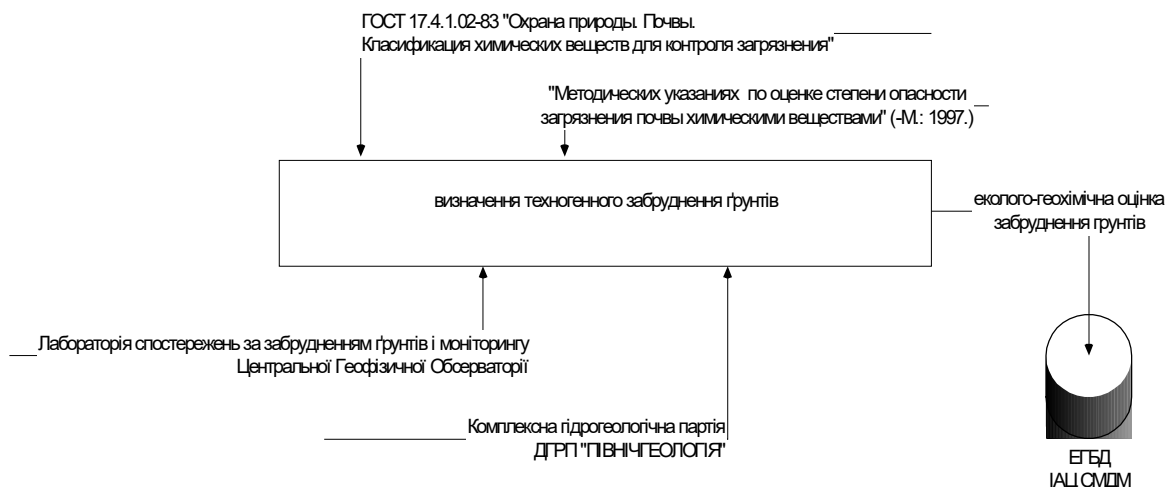 ГОСТ 17.4.1.02-83 "Охрана природы. Почвы.
Класификация химических веществ для контроля загрязнения"
"Методических указаниях по оценке степени опасности
загрязнения почвы химическими веществами" (-М.: 1997.)
визначення техногенного забруднення ґрунтів
еколого-геохімічна оцінка
забруднення грунтів
Лабораторія спостережень за забрудненням ґрунтів і моніторингу
Центральної Геофізичної Обсерваторії
Комплексна гідрогеологічна партія
ДГРП "ПІВНІЧГЕОЛОГІЯ"
ЕГБД
ІАЦ СМДМ